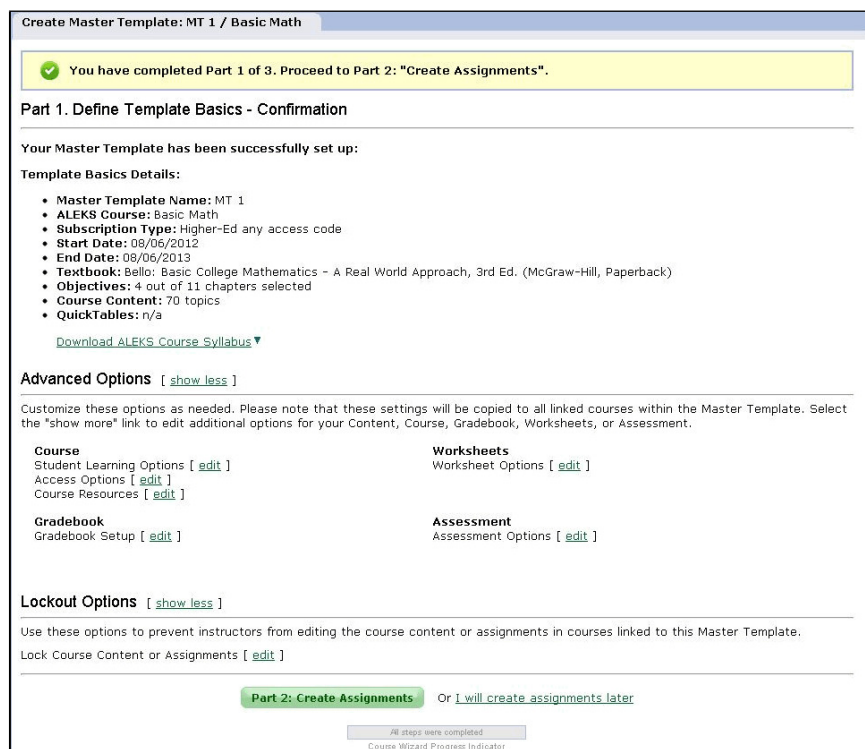 Create Master Template: MT 1 / Basic Math
You have completed Part 1 of 3. Proceed to Part 2: "Create Assignments".
Part 1. Define Template Basics - Confirmation
Your Master Template has been successfully set up:
Template Basics Details:
• Master Template Name: MT 1
• ALEKS Course: Basic Math
• Subscription Type: Higher-Ed any access code
• Start Date: 08/06/2012
• End Date: 08/06/2013
• Textbook: Bello: Basic College Mathematics - A Real World Approach, 3rd Ed. (McGraw-Hill, Paperback)
• Objectives: 4 out of 11 chapters selected
• Course Content: 70 topics
• QuickTables: n/a
Download ALEKS Course Syllabus ▼
Advanced Options [ show less ]
Customize these options as needed. Please note that these settings will be copied to all linked courses within the Master Template. Select
the "show more" link to edit additional options for your Content, Course, Gradebook, Worksheets, or Assessment.
Course
Student Learning Options [ edit ]
Access Options [ edit ]
Course Resources [ edit ]
Worksheets
Worksheet Options [ edit ]
Gradebook
Gradebook Setup [ edit ]
Assessment
Assessment Options [ edit ]
Lockout Options [ show less ]
Use these options to prevent instructors from editing the course content or assignments in courses linked to this Master Template.
Lock Course Content or Assignments [ edit ]
Part 2: Create Assignments Or I will create assignments later
All steps were completed
Course Wizard Progress Indicator